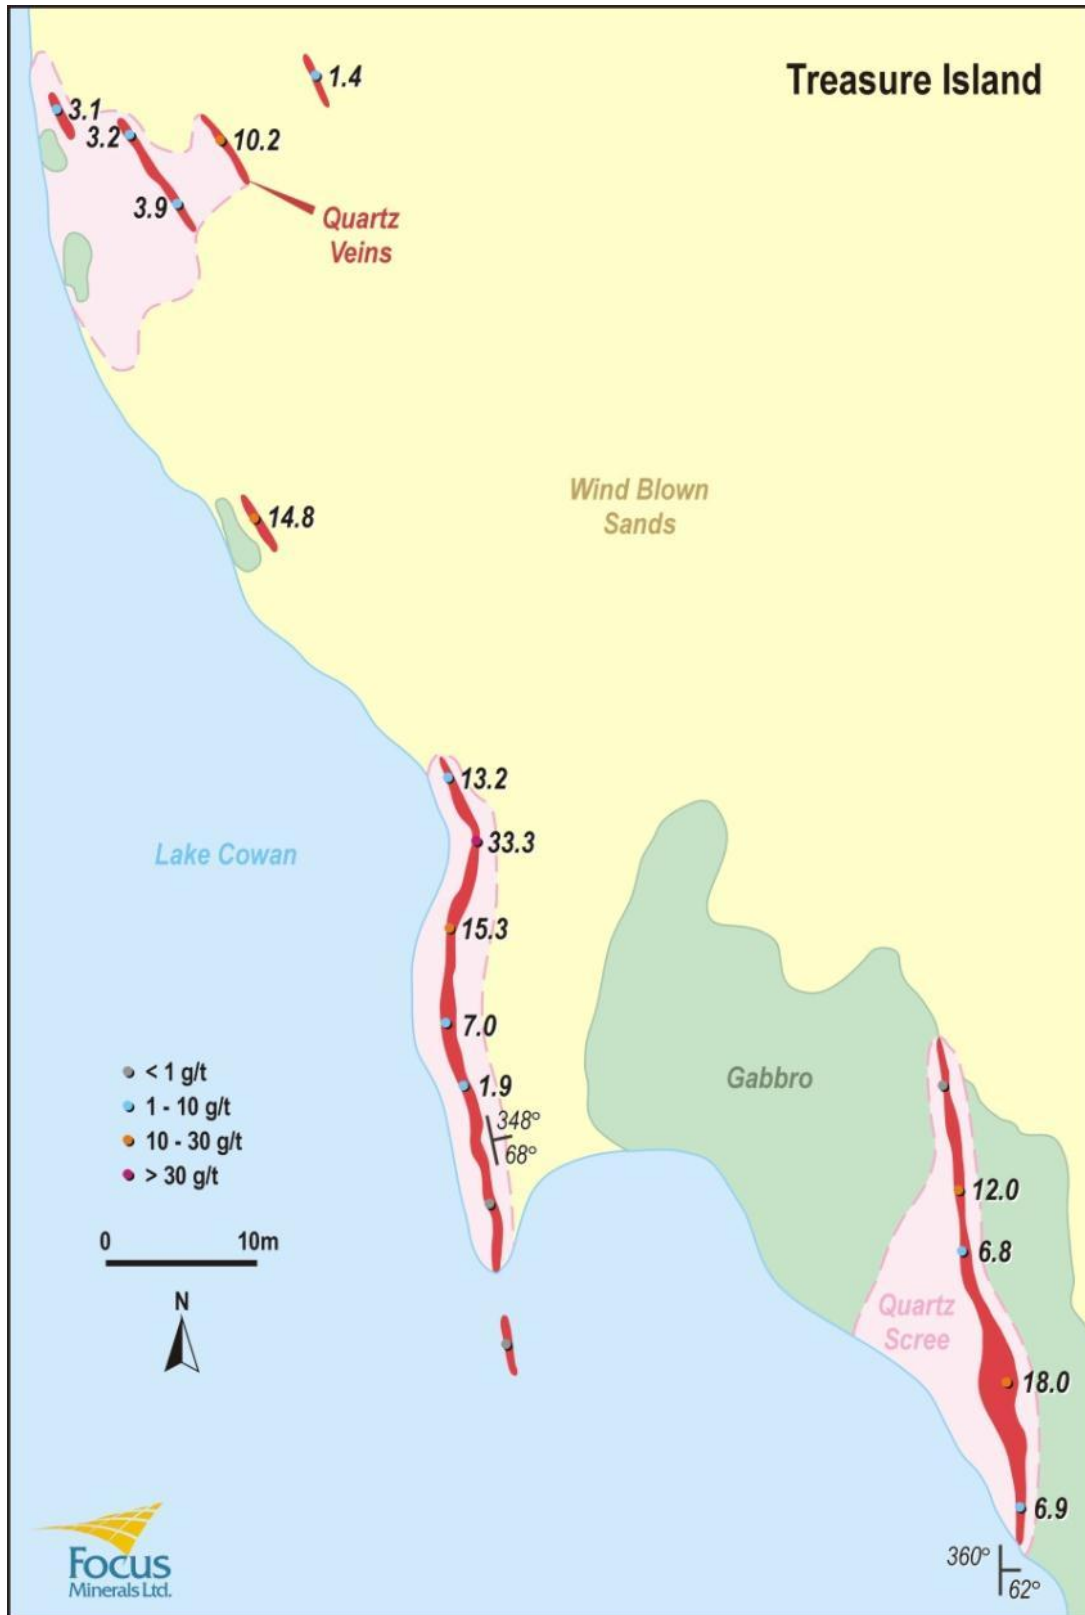 Treasure Island
1.4
3.1
3.2
10.2
3.9
Quartz
Veins
Wind Blown
Sands
14.8
13.2
33.3
Lake Cowan
15.3
7.0
Gabbro
< 1 g/t
1 - 10 g/t
10 - 30 g/t
> 30 g/t
1.9
348°
68°
12.0
6.8
0 10m
N
Quartz
Scree
18.0
6.9
360°
62°
Focus
Minerals Ltd.